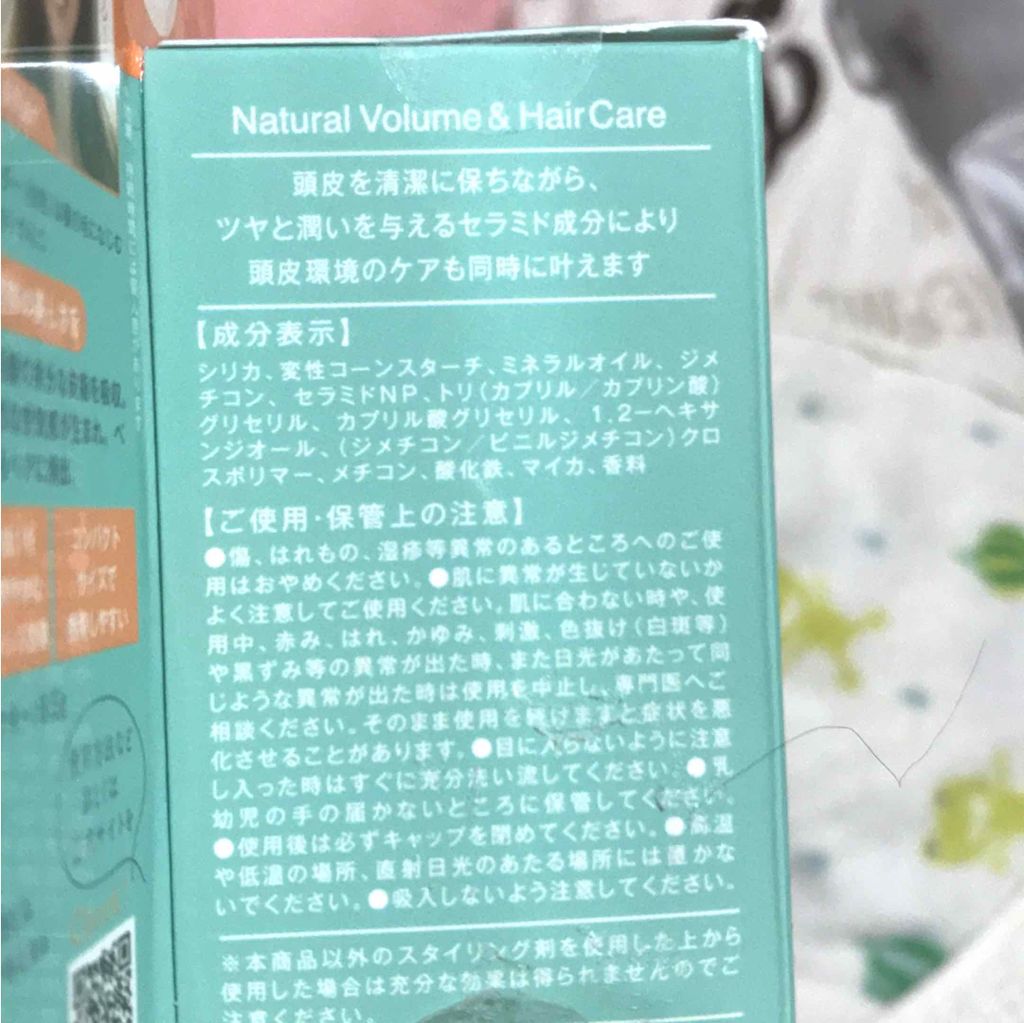 Natural Volume & Hair Care
頭皮を清潔に保ちながら、
ツヤと潤いを与えるセラミド成分により
頭皮環境のケアも同時に叶えます
【成分表示】
シリカ、変性コーンスターチ、ミネラルオイル、ジメ
チコン、セラミドNP、トリ(カプリル/カプリン酸)
グリセリル、カプリル酸グリセリル、1,2-ヘキサ
ンジオール、(ジメチコン/ビニルジメチコン)クロ
スポリマー、メチコン、酸化鉄、マイカ、香料
【ご使用・保管上の注意】
●傷、はれもの、湿疹等異常のあるところへのご使
用はおやめください。●肌に異常が生じていないか
よく注意してご使用ください。肌に合わない時や、使
用中、赤み、はれ、かゆみ、刺激、色抜け(白斑等)
や黒ずみ等の異常が出た時、また日光があたって同
じような異常が出た時は使用を中止し、専門医へご
相談ください。そのまま使用を続けますと症状を悪
化させることがあります。●目に入らないように注意
し入った時はすぐに充分洗い流してください。●乳
幼児の手の届かないところに保管してください。
●使用後は必ずキャップを閉めてください。●高温
や低温の場所、直射日光のあたる場所には置かな
いでください。●吸入しないよう注意してください。
※本商品以外のスタイリング剤を使用した上から
使用した場合は充分な効果は得られませんのでご
注意ください。
コンパクト
サイズで